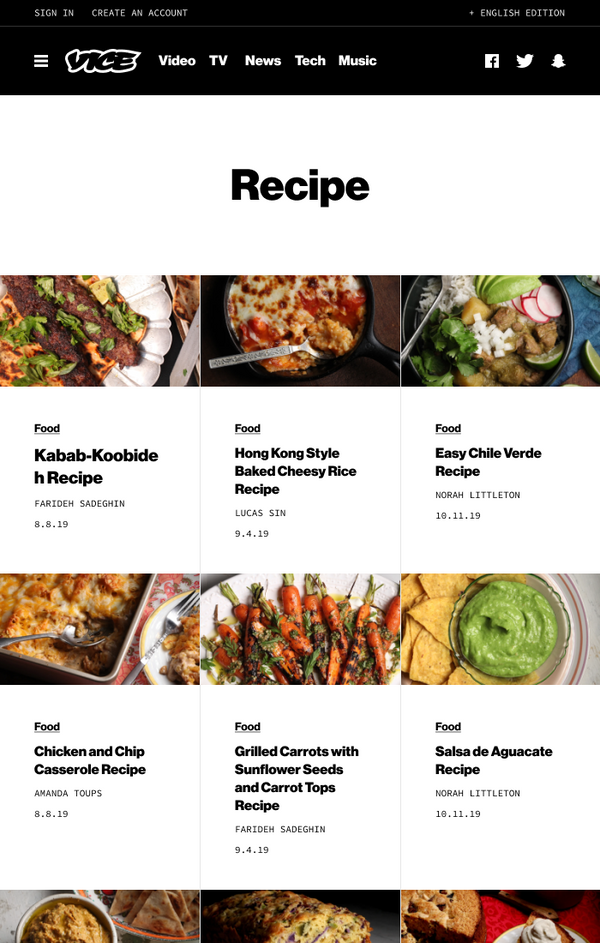 SIGN IN CREATE AN ACCOUNT + ENGLISH EDITION
VICE Video TV News Tech Music
Recipe
Food
Kabab-Koobide
h Recipe
FARIDEH SADEGHIN
8.8.19
Food
Hong Kong Style
Baked Cheesy Rice
Recipe
LUCAS SIN
9.4.19
Food
Easy Chile Verde
Recipe
NORAH LITTLETON
10.11.19
Food
Chicken and Chip
Casserole Recipe
AMANDA TOUPS
8.8.19
Food
Grilled Carrots with
Sunflower Seeds
and Carrot Tops
Recipe
FARIDEH SADEGHIN
9.4.19
Food
Salsa de Aguacate
Recipe
NORAH LITTLETON
10.11.19